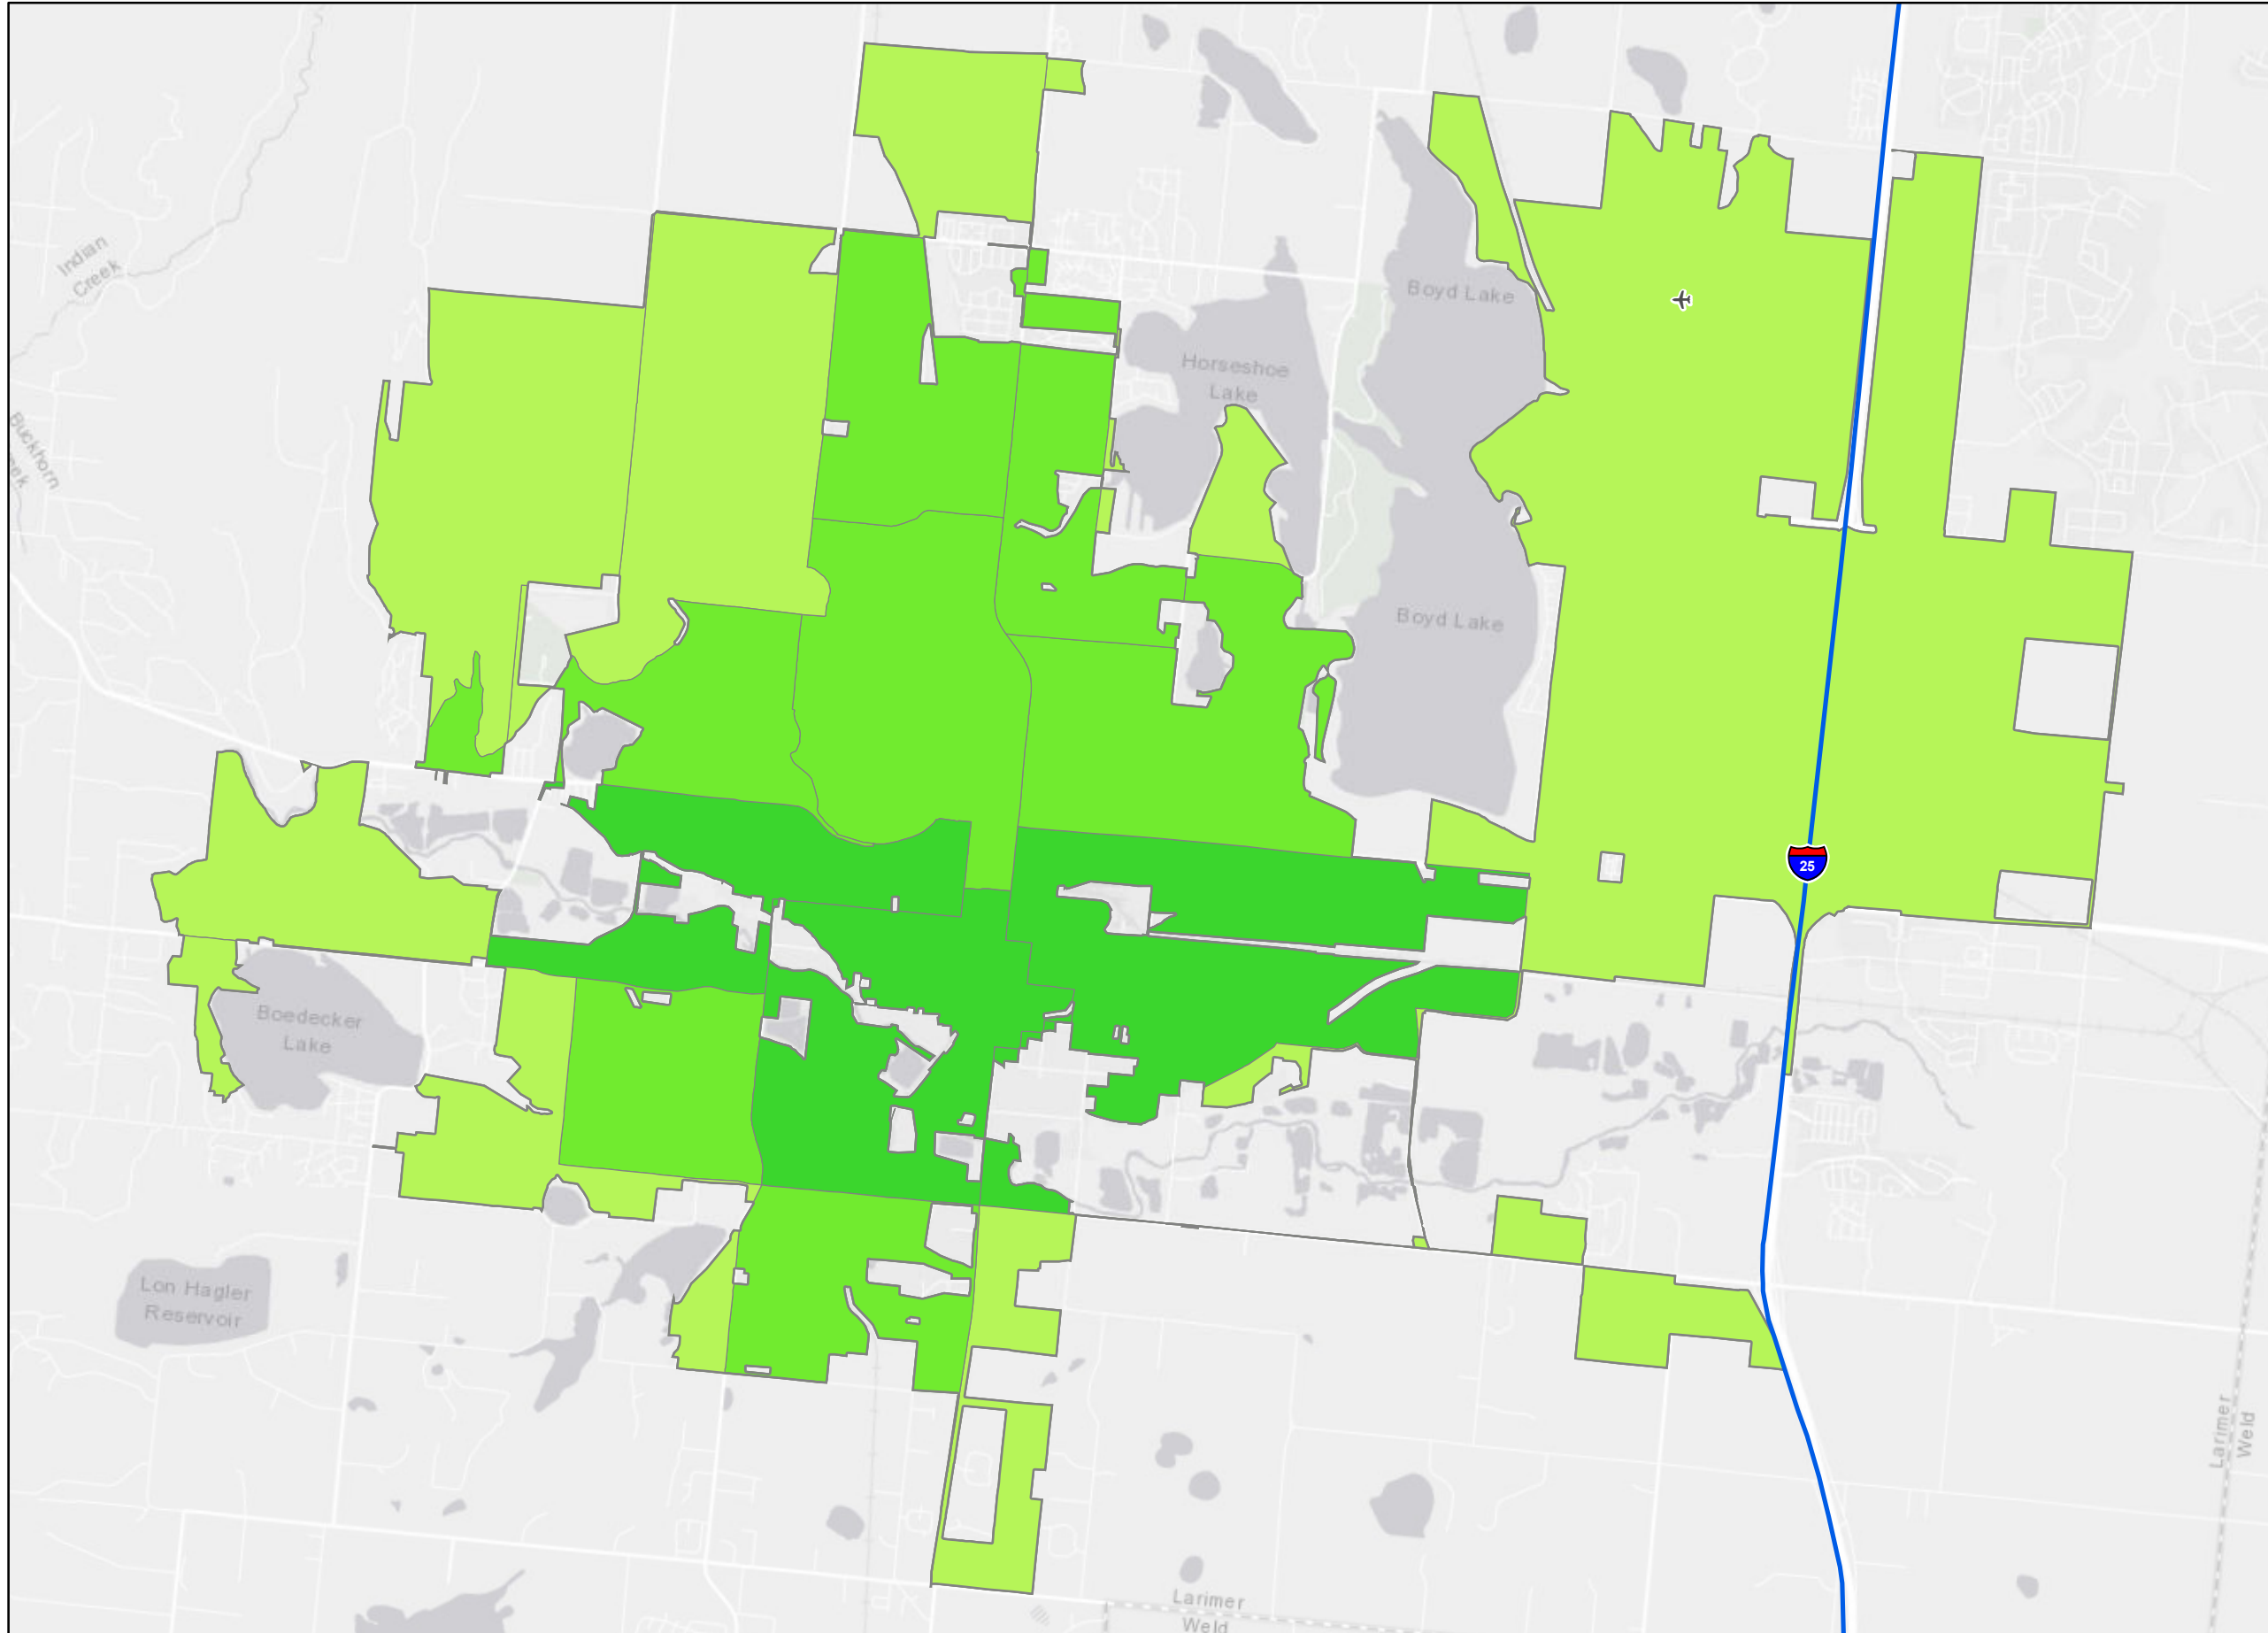 Indian
Creek
Buckhorn
Boyd Lake
Horseshoe
Lake
Boyd Lake
25
Boedecker
Lake
Lon Hagler
Reservoir
Larimer
Weld
Larimer
Weld